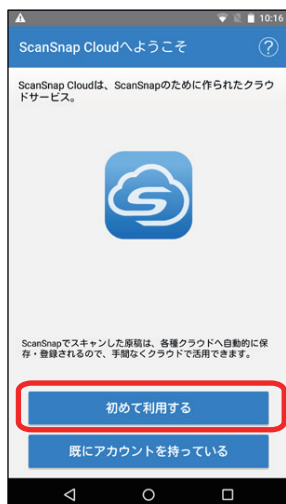 10:16
ScanSnap Cloudへようこそ
?
ScanSnap Cloudは、ScanSnapのために作られたクラウ
ドサービス。
S
ScanSnapでスキャンした原稿は、各種クラウドへ自動的に保
存・登録されるので、手間なくクラウドで活用できます。
初めて利用する
既にアカウントを持っている